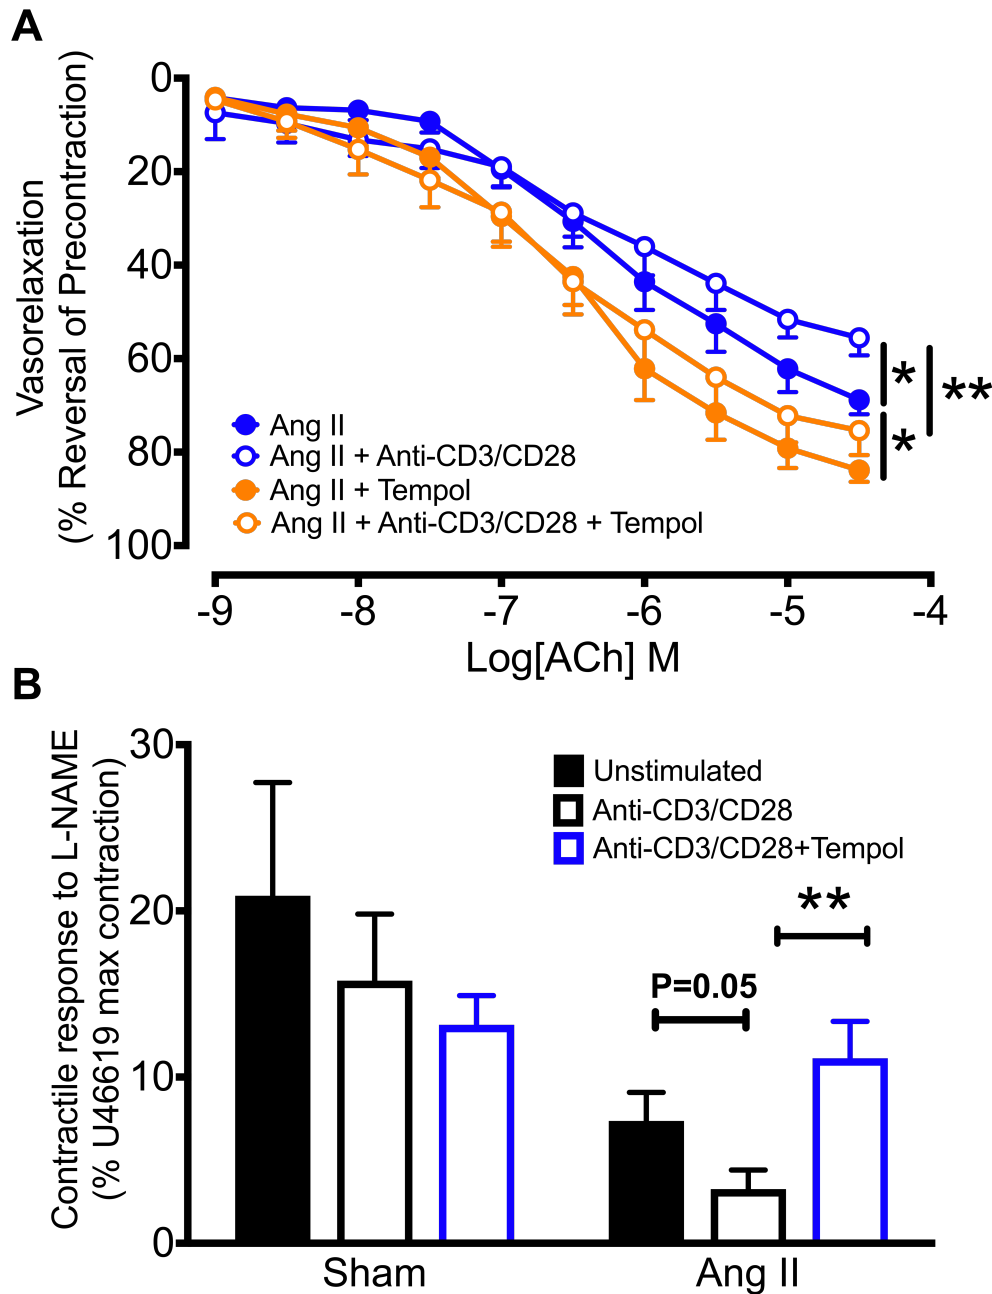 A
Vasorelaxation
(% Reversal of Precontraction)
0
20
40
60
80
100
Ang II
Ang II + Anti-CD3/CD28
Ang II + Tempol
Ang II + Anti-CD3/CD28 + Tempol
*
*
**
-9 -8 -7 -6 -5 -4
Log[ACh] M
B
Contractile response to L-NAME
(% U46619 max contraction)
30
20
10
0
Unstimulated
Anti-CD3/CD28
Anti-CD3/CD28+Tempol
**
P=0.05
Sham Ang II